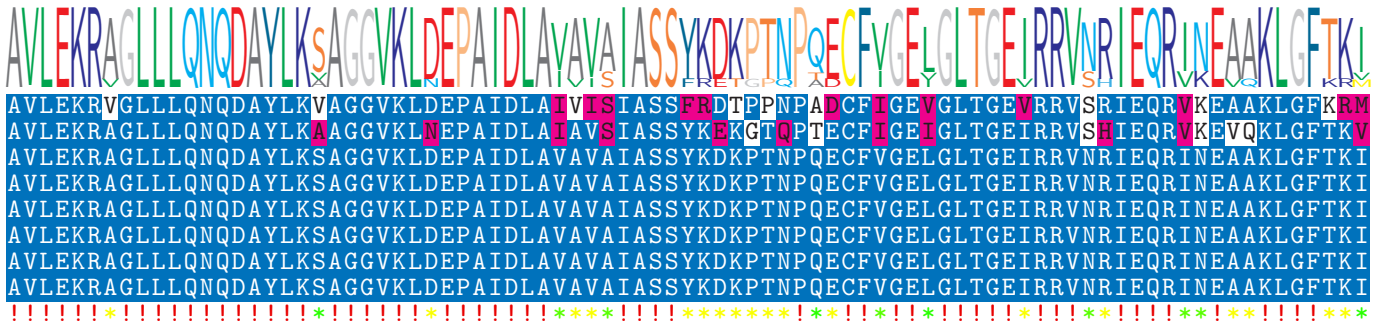 AVLEKRAGLLLQNQDAYLKSAGGVKLDEPAIDLAVAVAIASSYKDKPTNPQECFVGELGLTGEIRRVNRIEQRINEAAKLGFTKI
AVLEKRVGLLLQNQDAYLKVAGGVKLDEPAIDLAIVISIASSFRDTPPNPADCFIGEVGLTGEVRRVSRIEQRVKEAAKLGFKRM
AVLEKRAGLLLQNQDAYLKAAGGVKLNEPAIDLAIAVSIASSYKEKGTQPTECFIGEIGLTGEIRRVSHIEQRVKEVQKLGFTKV
AVLEKRAGLLLQNQDAYLKSAGGVKLDEPAIDLAVAVAIASSYKDKPTNPQECFVGELGLTGEIRRVNRIEQRINEAAKLGFTKI
AVLEKRAGLLLQNQDAYLKSAGGVKLDEPAIDLAVAVAIASSYKDKPTNPQECFVGELGLTGEIRRVNRIEQRINEAAKLGFTKI
AVLEKRAGLLLQNQDAYLKSAGGVKLDEPAIDLAVAVAIASSYKDKPTNPQECFVGELGLTGEIRRVNRIEQRINEAAKLGFTKI
AVLEKRAGLLLQNQDAYLKSAGGVKLDEPAIDLAVAVAIASSYKDKPTNPQECFVGELGLTGEIRRVNRIEQRINEAAKLGFTKI
AVLEKRAGLLLQNQDAYLKSAGGVKLDEPAIDLAVAVAIASSYKDKPTNPQECFVGELGLTGEIRRVNRIEQRINEAAKLGFTKI
AVLEKRAGLLLQNQDAYLKSAGGVKLDEPAIDLAVAVAIASSYKDKPTNPQECFVGELGLTGEIRRVNRIEQRINEAAKLGFTKI
!!!!!!*!!!!!!!!!!!!*!!!!!!*!!!!!!!****!!!!*******!**!!*!!*!!!!!*!!!**!!!!**!**!!!!***